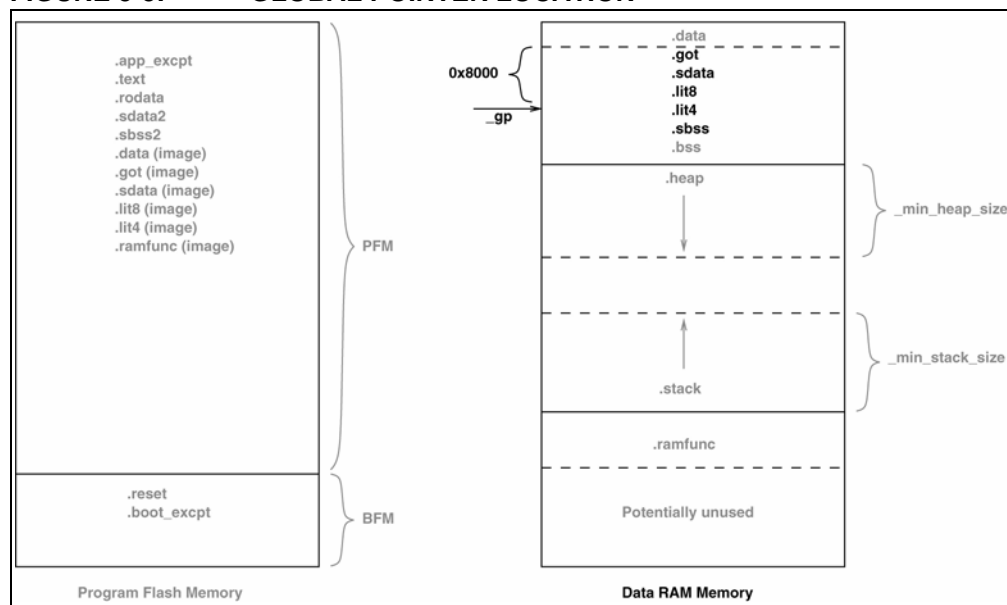 .app_excpt
.text
.rodata
.sdata2
.sbss2
.data (image)
.got (image)
.sdata (image)
.lit8 (image)
.lit4 (image)
.ramfunc (image)
PFM
.reset
.boot_excpt
BFM
Program Flash Memory
.data
0x8000
.got
.sdata
.lit8
_gp
.lit4
.sbss
.bss
.heap
_min_heap_size
_min_stack_size
.stack
.ramfunc
Potentially unused
Data RAM Memory